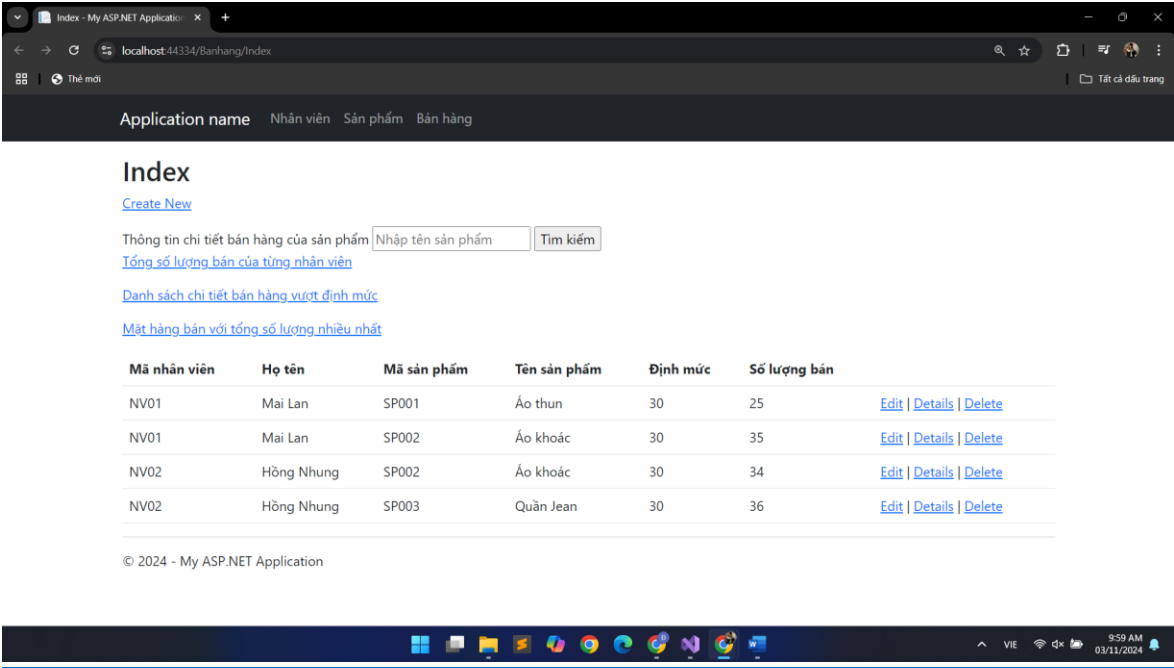 Index - My ASP.NET Application
localhost:44334/Banhang/Index
Thẻ mới
Tất cả dấu trang
Application name Nhân viên Sản phẩm Bán hàng
Index
Create New
Thông tin chi tiết bán hàng của sản phẩm Nhập tên sản phẩm Tìm kiếm
Tổng số lượng bán của từng nhân viên
Danh sách chi tiết bán hàng vượt định mức
Mặt hàng bán với tổng số lượng nhiều nhất
Mã nhân viên Họ tên Mã sản phẩm Tên sản phẩm Định mức Số lượng bán
NV01 Mai Lan SP001 Áo thun 30 25 Edit | Details | Delete
NV01 Mai Lan SP002 Áo khoác 30 35 Edit | Details | Delete
NV02 Hồng Nhung SP002 Áo khoác 30 34 Edit | Details | Delete
NV02 Hồng Nhung SP003 Quần Jean 30 36 Edit | Details | Delete
© 2024 - My ASP.NET Application
VIE
9:59 AM
03/11/2024